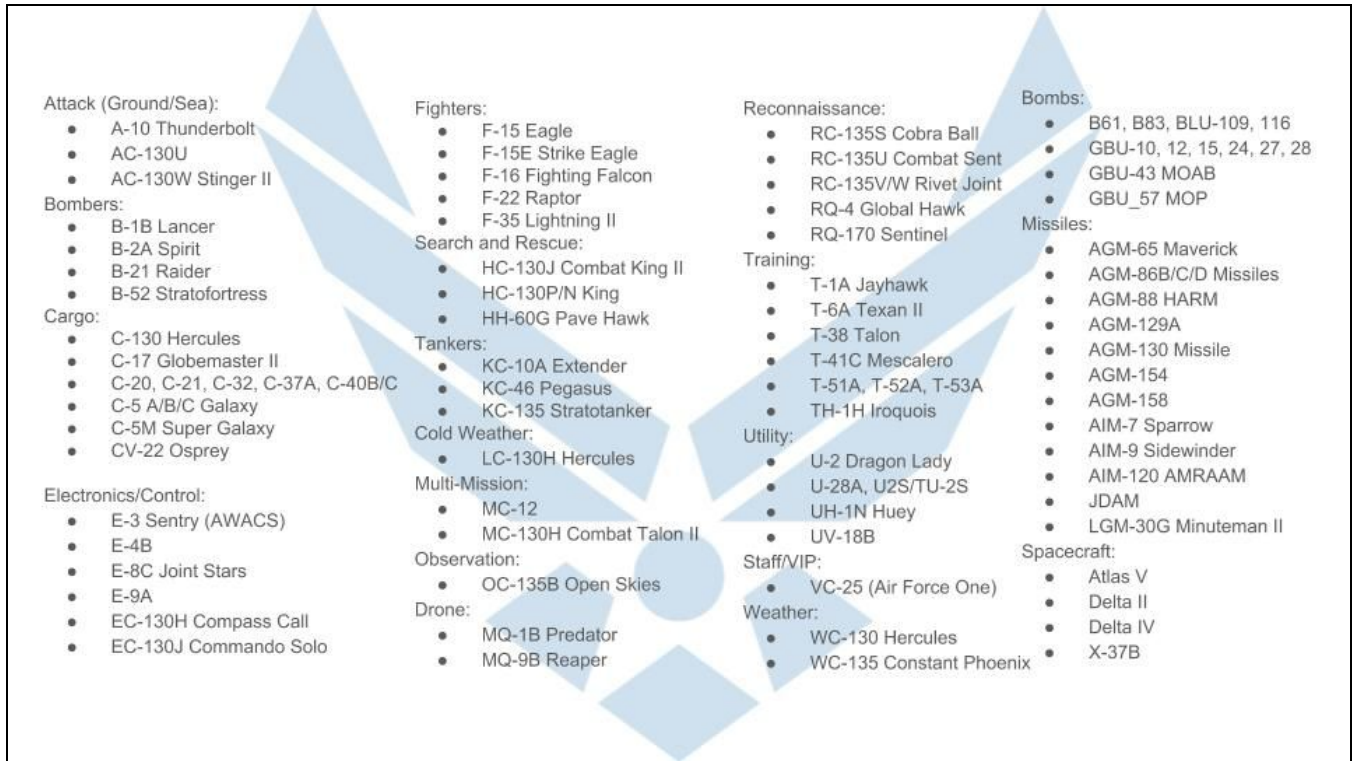 Attack (Ground/Sea):
● A-10 Thunderbolt
● AC-130U
● AC-130W Stinger II
Bombers:
● B-1B Lancer
● B-2A Spirit
● B-21 Raider
● B-52 Stratofortress
Cargo:
● C-130 Hercules
● C-17 Globemaster II
● C-20, C-21, C-32, C-37A, C-40B/C
● C-5 A/B/C Galaxy
● C-5M Super Galaxy
● CV-22 Osprey
Electronics/Control:
● E-3 Sentry (AWACS)
● E-4B
● E-8C Joint Stars
● E-9A
● EC-130H Compass Call
● EC-130J Commando Solo
Fighters:
● F-15 Eagle
● F-15E Strike Eagle
● F-16 Fighting Falcon
● F-22 Raptor
● F-35 Lightning II
Search and Rescue:
● HC-130J Combat King II
● HC-130P/N King
● HH-60G Pave Hawk
Tankers:
● KC-10A Extender
● KC-46 Pegasus
● KC-135 Stratotanker
Cold Weather:
● LC-130H Hercules
Multi-Mission:
● MC-12
● MC-130H Combat Talon II
Observation:
● OC-135B Open Skies
Drone:
● MQ-1B Predator
● MQ-9B Reaper
Reconnaissance:
● RC-135S Cobra Ball
● RC-135U Combat Sent
● RC-135V/W Rivet Joint
● RQ-4 Global Hawk
● RQ-170 Sentinel
Training:
● T-1A Jayhawk
● T-6A Texan II
● T-38 Talon
● T-41C Mescalero
● T-51A, T-52A, T-53A
● TH-1H Iroquois
Utility:
● U-2 Dragon Lady
● U-28A, U2S/TU-2S
● UH-1N Huey
● UV-18B
Staff/VIP:
● VC-25 (Air Force One)
Weather:
● WC-130 Hercules
● WC-135 Constant Phoenix
Bombs:
● B61, B83, BLU-109, 116
● GBU-10, 12, 15, 24, 27, 28
● GBU-43 MOAB
● GBU_57 MOP
Missiles:
● AGM-65 Maverick
● AGM-86B/C/D Missiles
● AGM-88 HARM
● AGM-129A
● AGM-130 Missile
● AGM-154
● AGM-158
● AIM-7 Sparrow
● AIM-9 Sidewinder
● AIM-120 AMRAAM
● JDAM
● LGM-30G Minuteman II
Spacecraft:
● Atlas V
● Delta II
● Delta IV
● X-37B